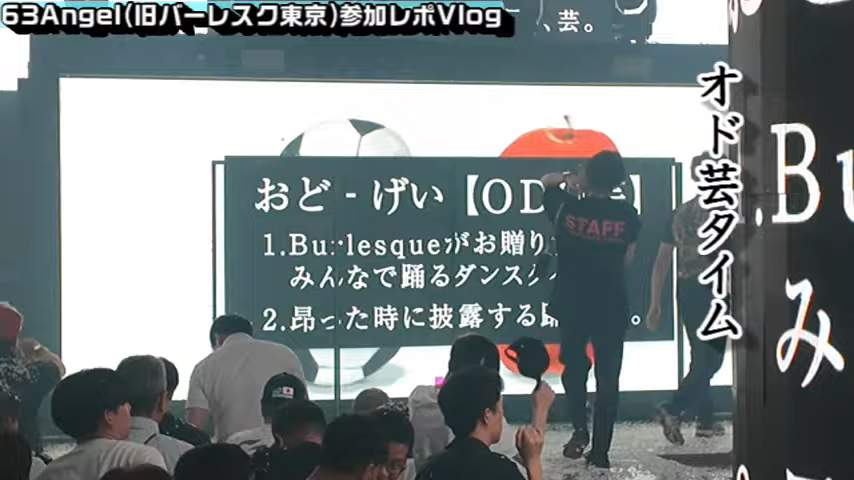 63Angel(旧バーレスク東京)参加レポVlog
、芸。
オド芸タイム
おど - げい【OD
1.Burlesqueがお贈り
みんなで踊るダンス
2.昂った時に披露する
STAFF
.Bu
み